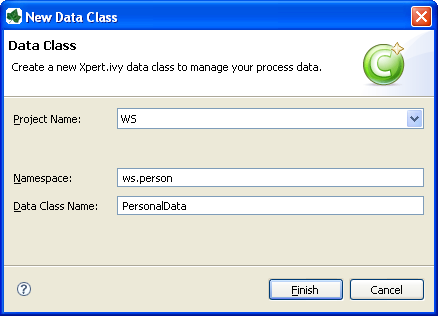 New Data Class
Data Class
Create a new Xpert.ivy data class to manage your process data.
C
Project Name: WS
Namespace: ws.person
Data Class Name: PersonalData
? Finish Cancel